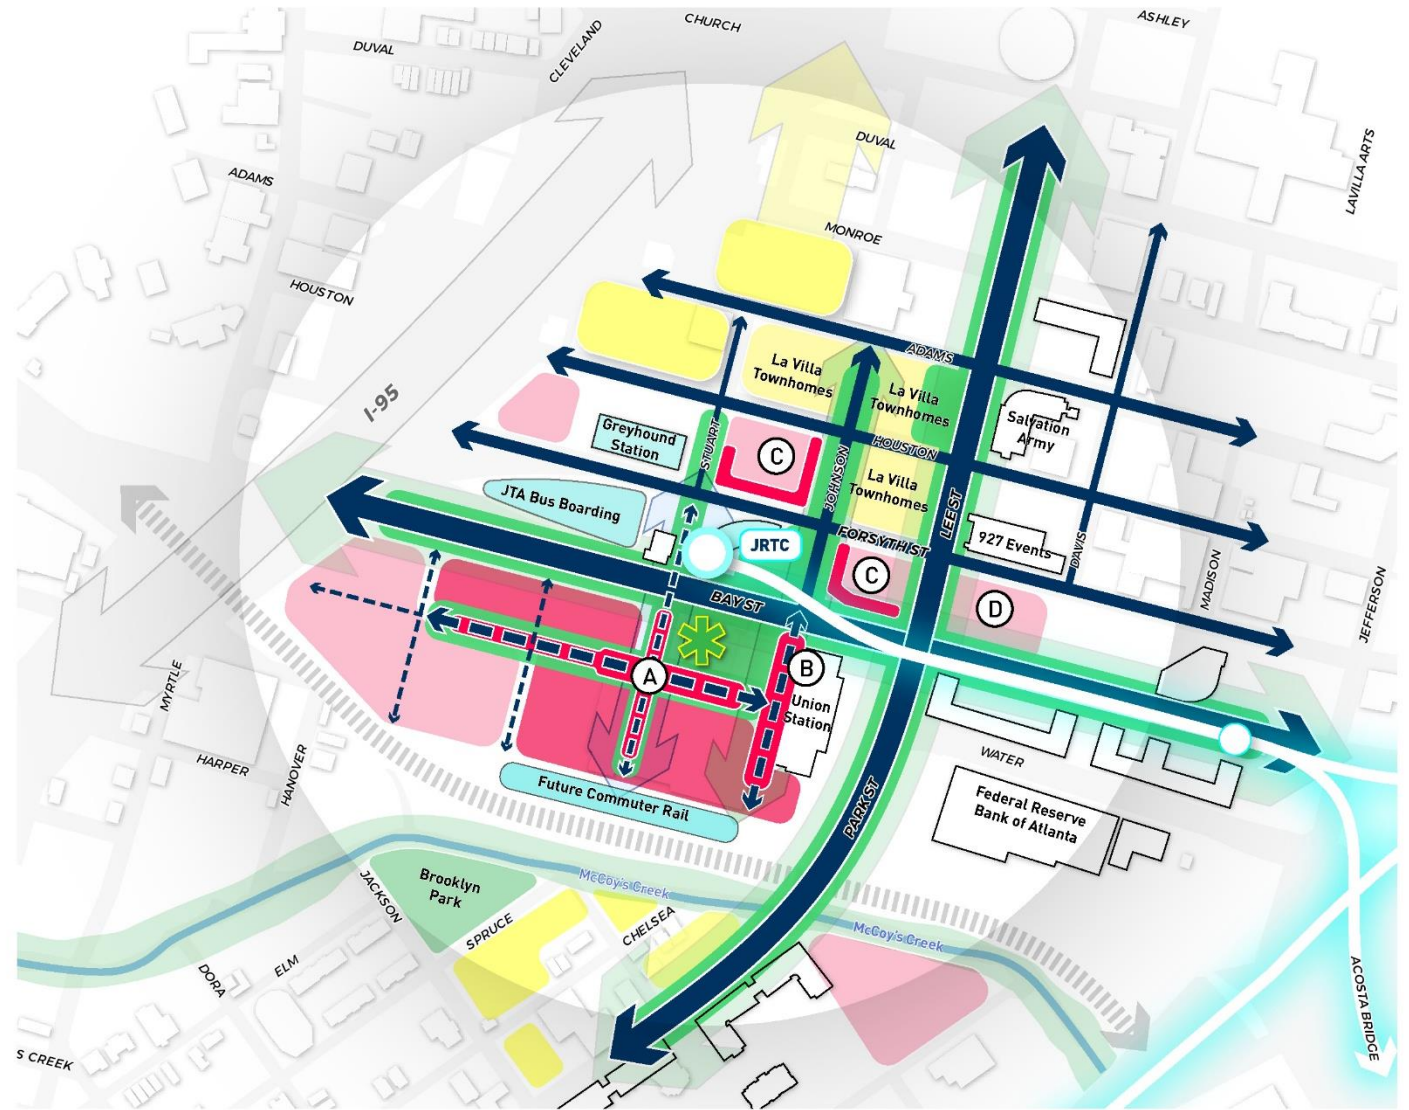 CHURCH
ASHLEY
DUVAL
CLEVELAND
DUVAL
LAVILLA ARTS
ADAMS
MONROE
HOUSTON
I-95
ADAMS
La Villa
Townhomes
La Villa
Townhomes
Greyhound
Station
STUART
C
JOHNSON
HOUSTON
Salvation
Army
La Villa
Townhomes
LEE ST
JTA Bus Boarding
JRTC
FORSYTH ST
927 Events
DAVIS
MADISON
JEFFERSON
C
D
BAY ST
A
B
Union
Station
MYRTLE
HARPER
HANOVER
WATER
Future Commuter Rail
PARK ST
Federal Reserve
Bank of Atlanta
Brooklyn
Park
McCoy's Creek
McCoy's Creek
JACKSON
SPRUCE
CHELSEA
DORA
ELM
S CREEK
ACOSTA BRIDGE